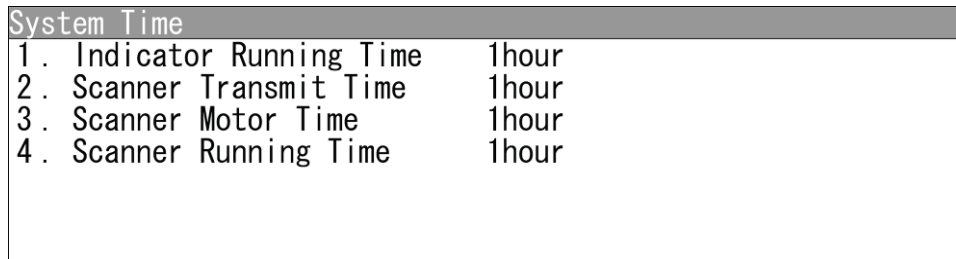 System Time
1. Indicator Running Time 1hour
2. Scanner Transmit Time 1hour
3. Scanner Motor Time 1hour
4. Scanner Running Time 1hour